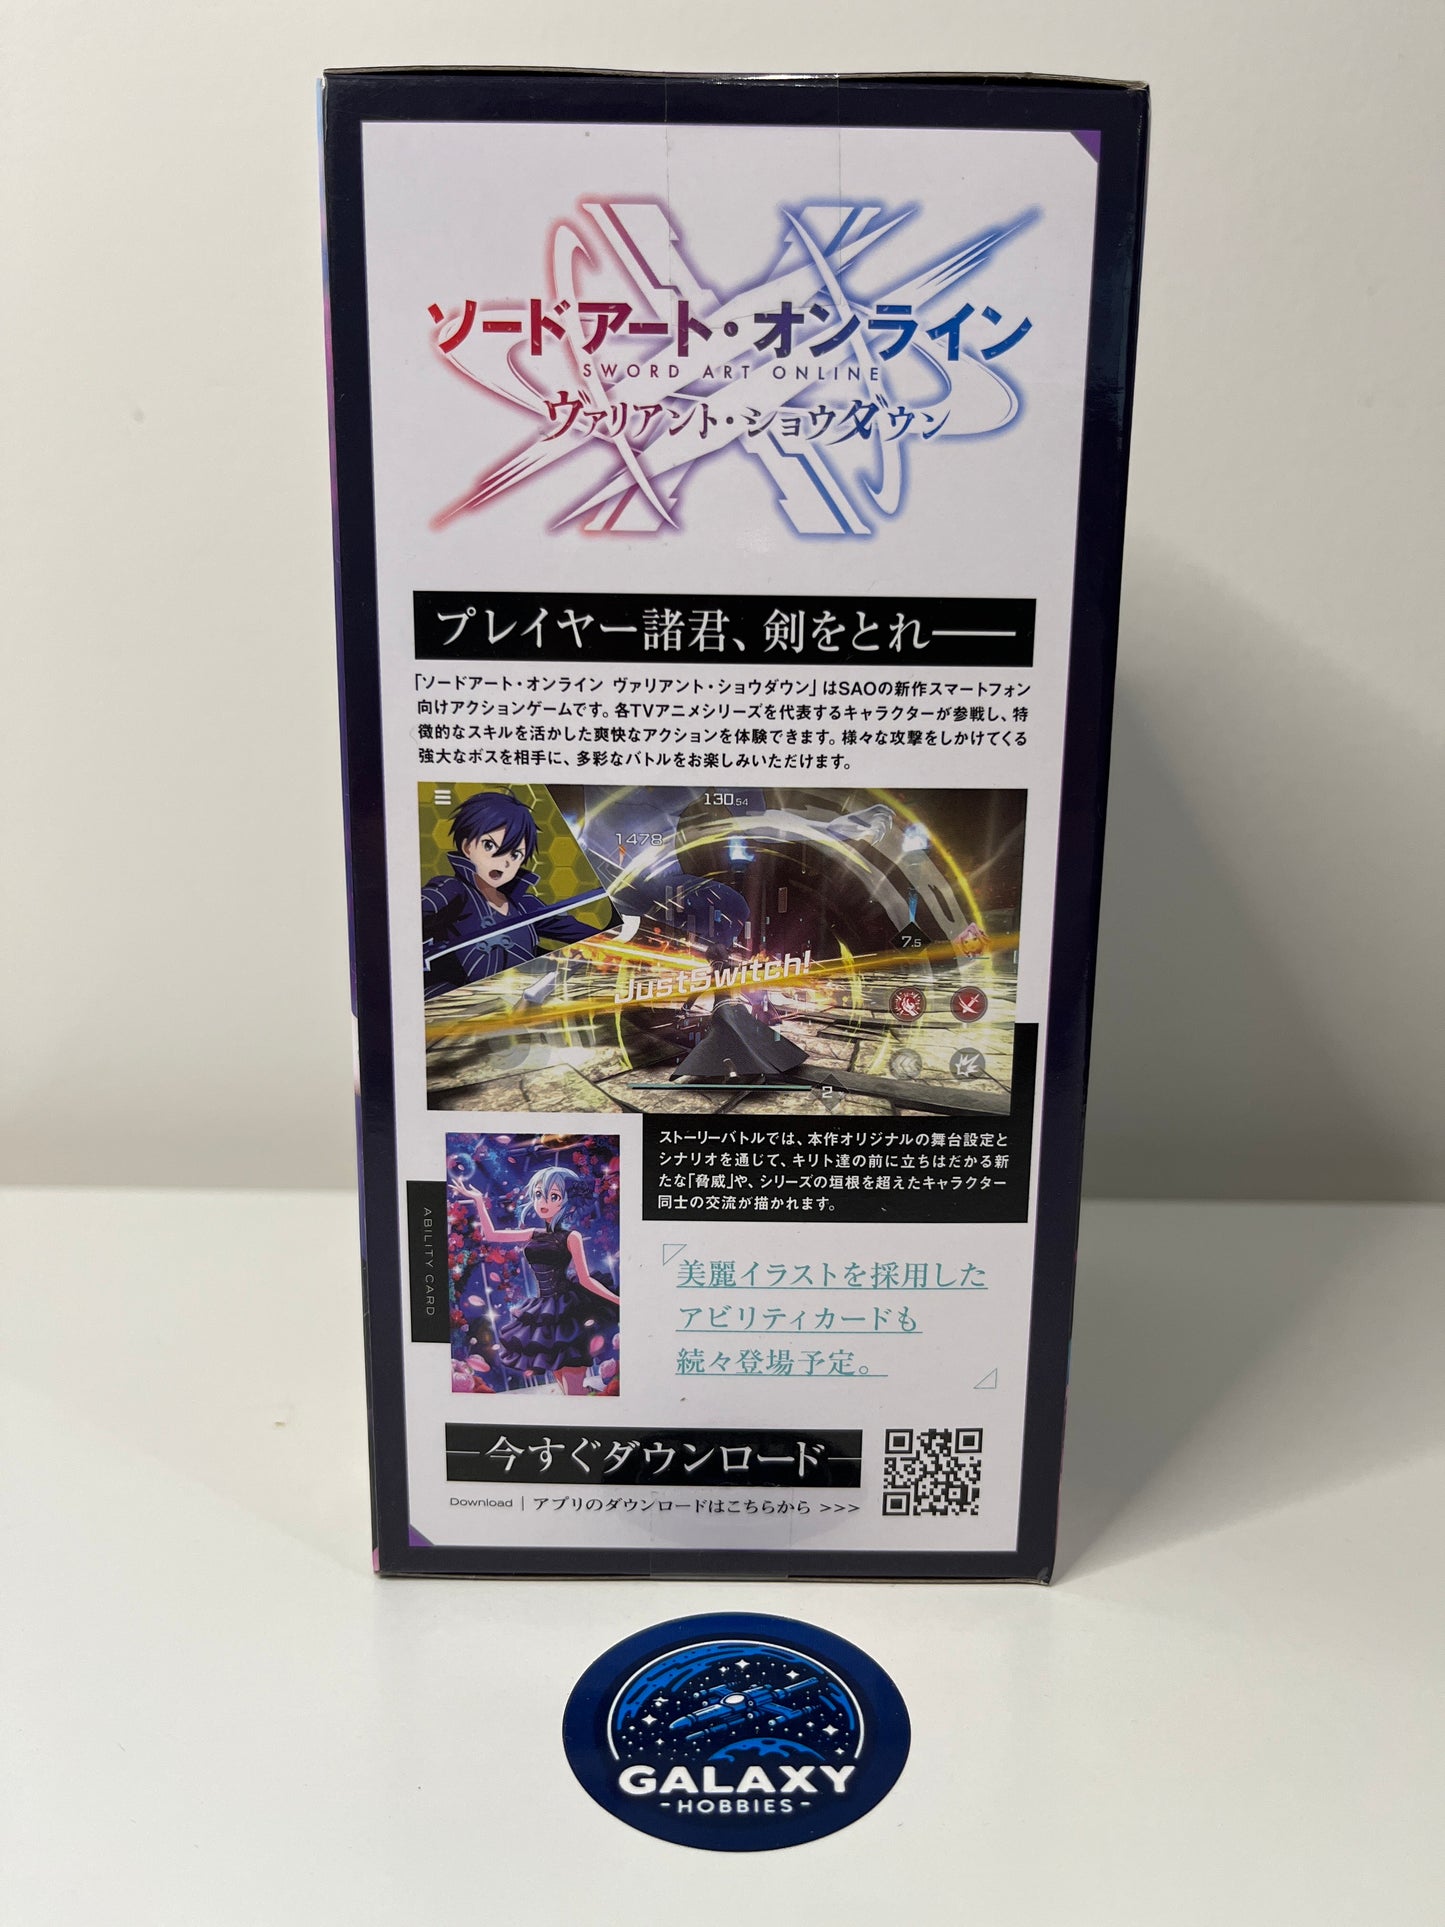 ソードアート・オンライン
SWORD ART ONLINE
ヴァリアント・ショウダウン
プレイヤー諸君、剣をとれ——
「ソードアート・オンライン ヴァリアント・ショウダウン」はSAOの新作スマートフォン
向けアクションゲームです。各TVアニメシリーズを代表するキャラクターが参戦し、特
徴的なスキルを活かした爽快なアクションを体験できます。様々な攻撃をしかけてくる
強大なボスを相手に、多彩なバトルをお楽しみいただけます。
130.54
1478
7.5
JustSwitch!
2
ストーリーバトルでは、本作オリジナルの舞台設定と
シナリオを通じて、キリト達の前に立ちはだかる新
たな「脅威」や、シリーズの垣根を超えたキャラクター
同士の交流が描かれます。
ABILITY CARD
美麗イラストを採用した
アビリティカードも
続々登場予定。
—今すぐダウンロード—
Download | アプリのダウンロードはこちらから >>>
GALAXY
-HOBBIES-